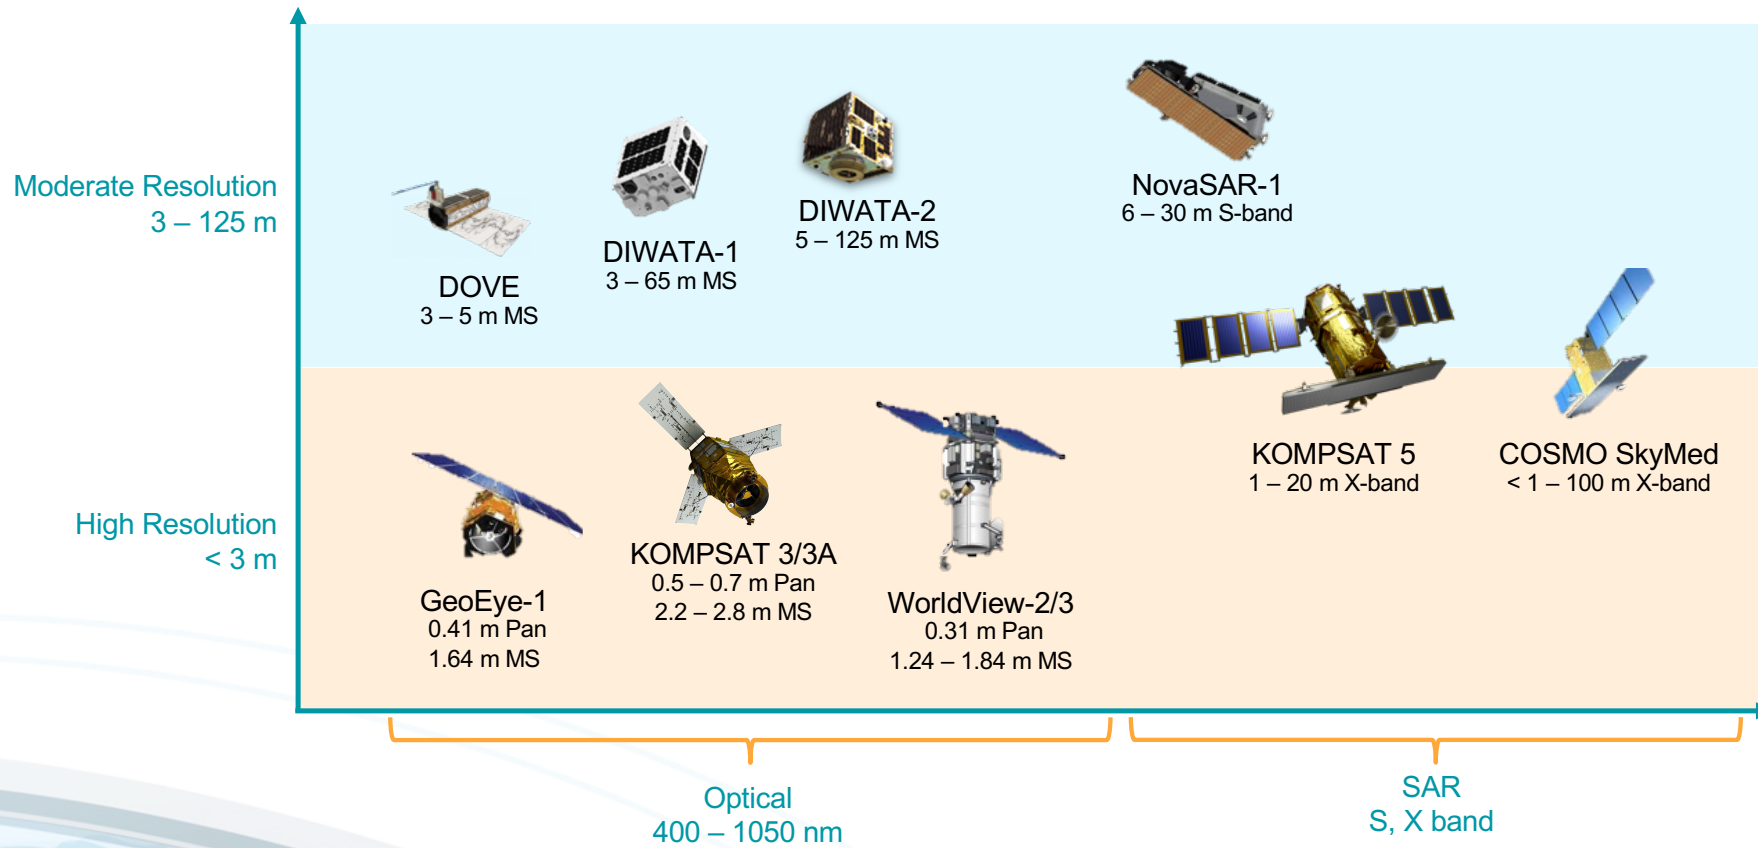 Moderate Resolution
3 – 125 m
DOVE
3 – 5 m MS
DIWATA-1
3 – 65 m MS
DIWATA-2
5 – 125 m MS
NovaSAR-1
6 – 30 m S-band
High Resolution
< 3 m
GeoEye-1
0.41 m Pan
1.64 m MS
KOMPSAT 3/3A
0.5 – 0.7 m Pan
2.2 – 2.8 m MS
WorldView-2/3
0.31 m Pan
1.24 – 1.84 m MS
KOMPSAT 5
1 – 20 m X-band
COSMO SkyMed
< 1 – 100 m X-band
Optical
400 – 1050 nm
SAR
S, X band